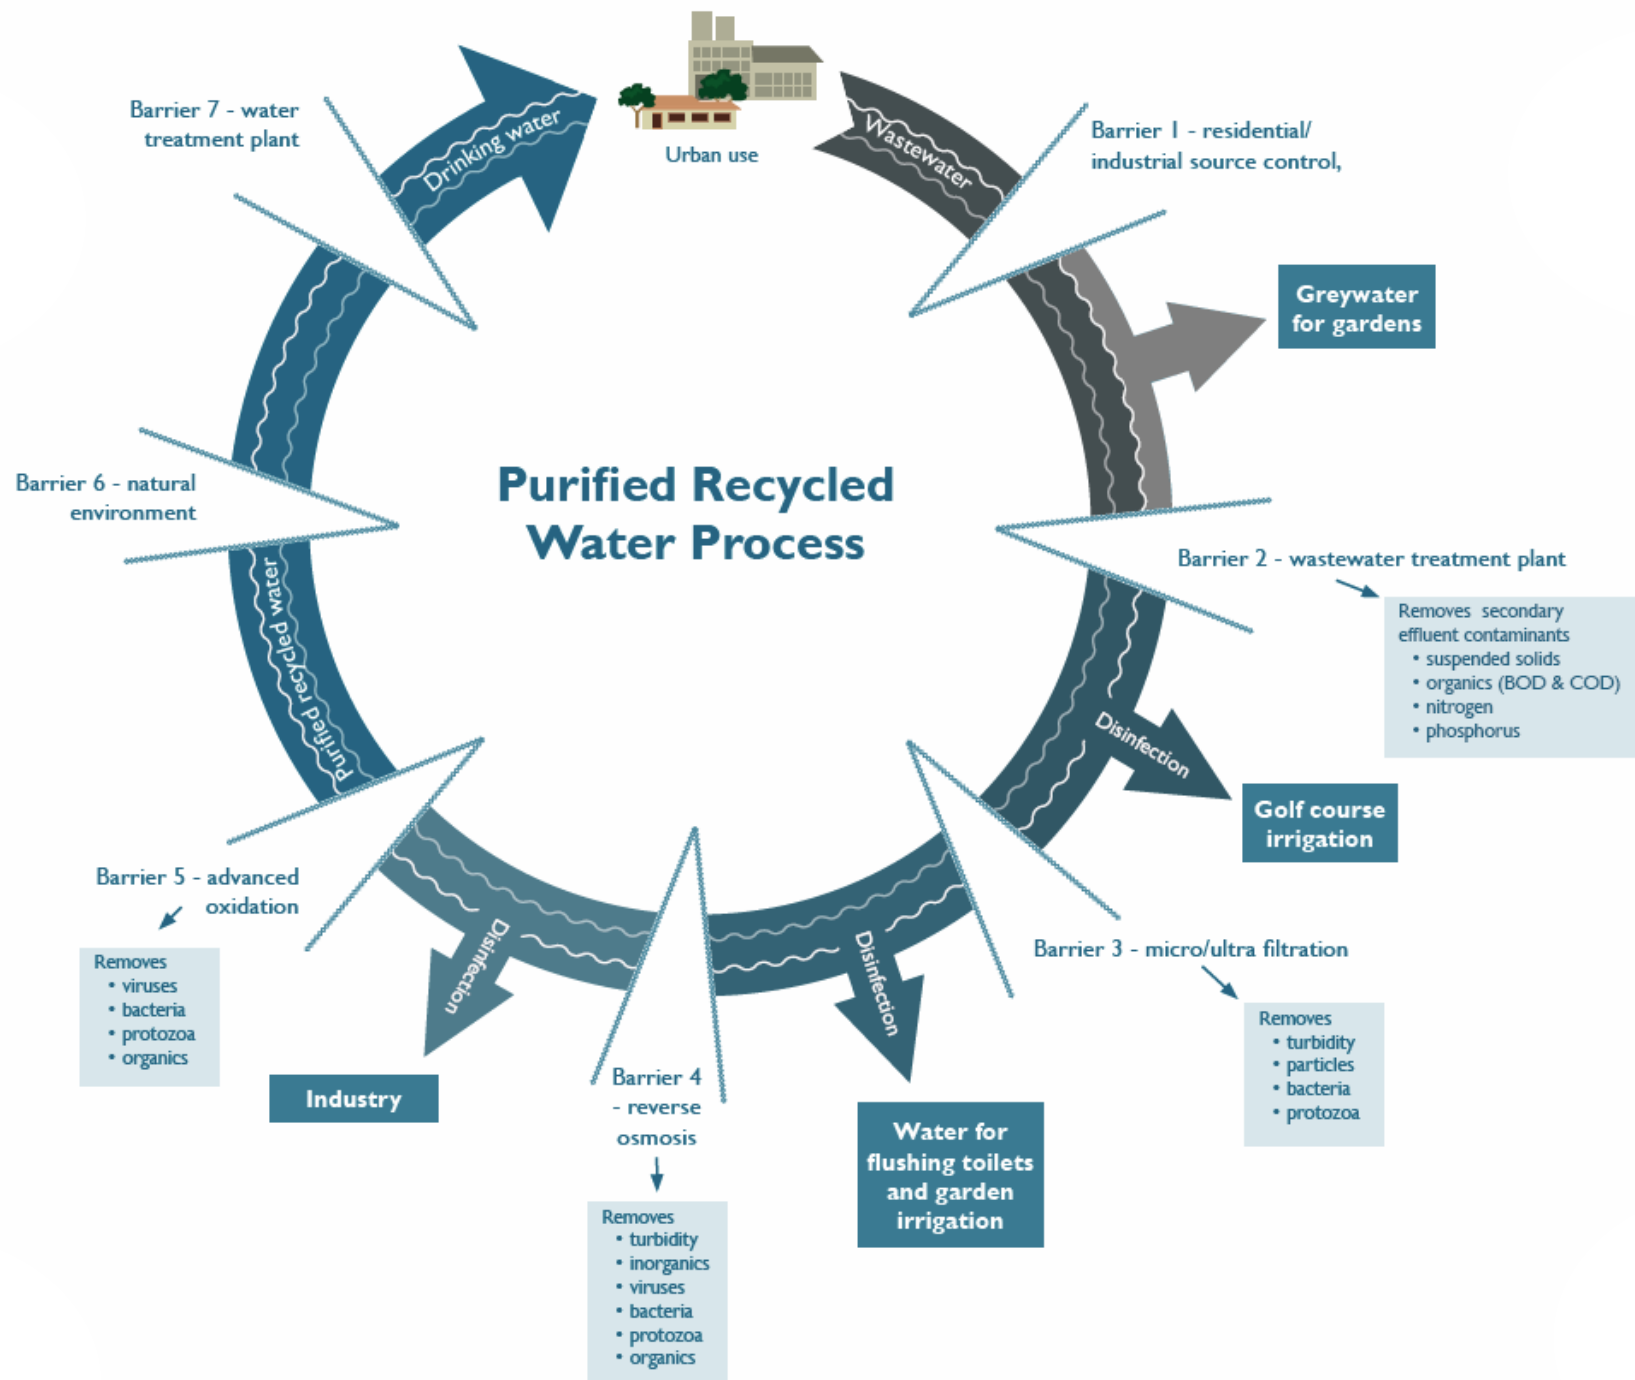 Purified Recycled
Water Process
Urban use
Wastewater
Barrier 1 - residential/
industrial source control,
Greywater
for gardens
Barrier 2 - wastewater treatment plant
Removes secondary
effluent contaminants
• suspended solids
• organics (BOD & COD)
• nitrogen
• phosphorus
Disinfection
Golf course
irrigation
Barrier 3 - micro/ultra filtration
Removes
• turbidity
• particles
• bacteria
• protozoa
Disinfection
Water for
flushing toilets
and garden
irrigation
Barrier 4
- reverse
osmosis
Removes
• turbidity
• inorganics
• viruses
• bacteria
• protozoa
• organics
Disinfection
Industry
Barrier 5 - advanced
oxidation
Removes
• viruses
• bacteria
• protozoa
• organics
Purified recycled water
Barrier 6 - natural
environment
Barrier 7 - water
treatment plant
Drinking water